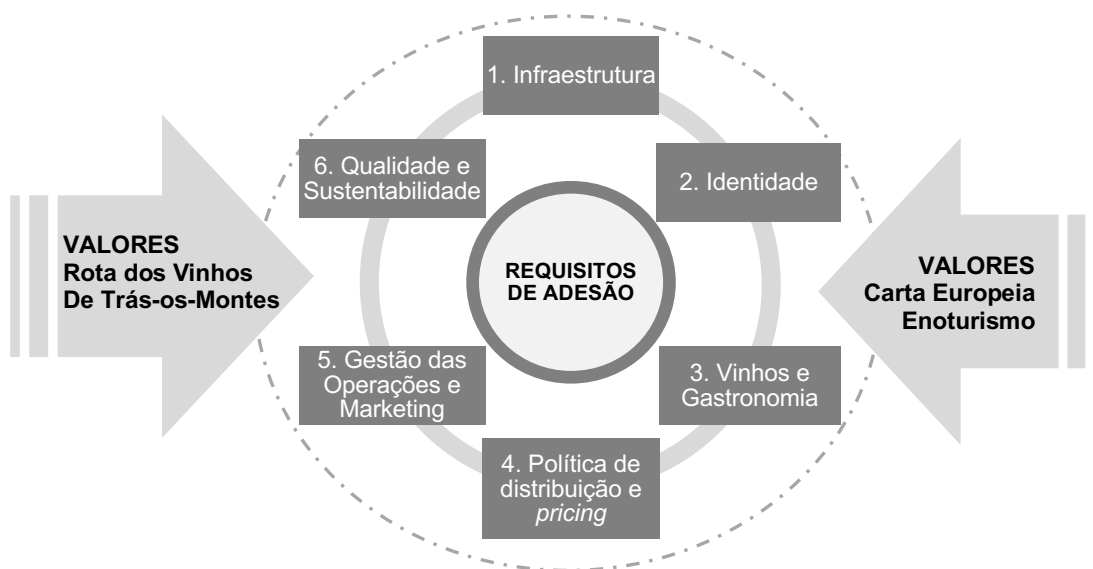 1. Infraestrutura
6. Qualidade e
Sustentabilidade
2. Identidade
VALORES
Rota dos Vinhos
De Trás-os-Montes
REQUISITOS
DE ADESÃO
VALORES
Carta Europeia
Enoturismo
5. Gestão das
Operações e
Marketing
3. Vinhos e
Gastronomia
4. Política de
distribuição e
pricing